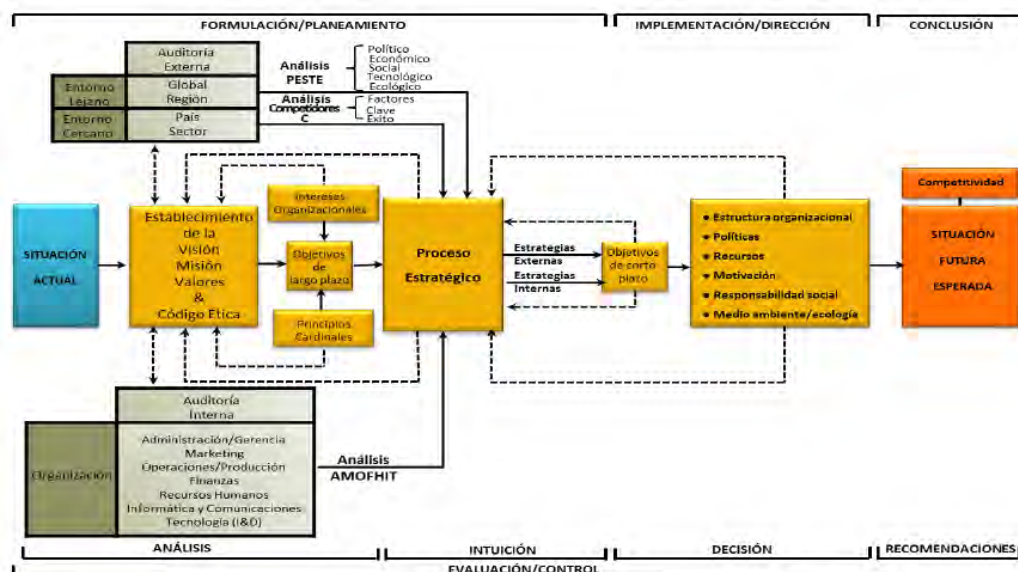 FORMULACIÓN/PLANEAMIENTO
IMPLEMENTACIÓN/DIRECCIÓN
CONCLUSIÓN
Auditoría
Externa
Entorno
Lejano
Global
Región
Entorno
Cercano
País
Sector
Análisis
PESTE
Político
Económico
Social
Tecnológico
Ecológico
Análisis
Competidores
C
Factores
Clave
Éxito
SITUACIÓN
ACTUAL
Establecimiento
de la
Visión
Misión
Valores
&
Código Ética
Intereses
Organizacionales
Objetivos
de
largo plazo
Principios
Cardinales
Proceso
Estratégico
Estrategias
Externas
Estrategias
Internas
Objetivos
de corto
plazo
• Estructura organizacional
• Políticas
• Recursos
• Motivación
• Responsabilidad social
• Medio ambiente/ecología
Competitividad
SITUACIÓN
FUTURA
ESPERADA
Auditoría
Interna
Organización
Administración/Gerencia
Marketing
Operaciones/Producción
Finanzas
Recursos Humanos
Informática y Comunicaciones
Tecnología (I&D)
Análisis
AMOFHIT
ANÁLISIS
INTUICIÓN
DECISIÓN
RECOMENDACIONES
EVALUACIÓN/CONTROL